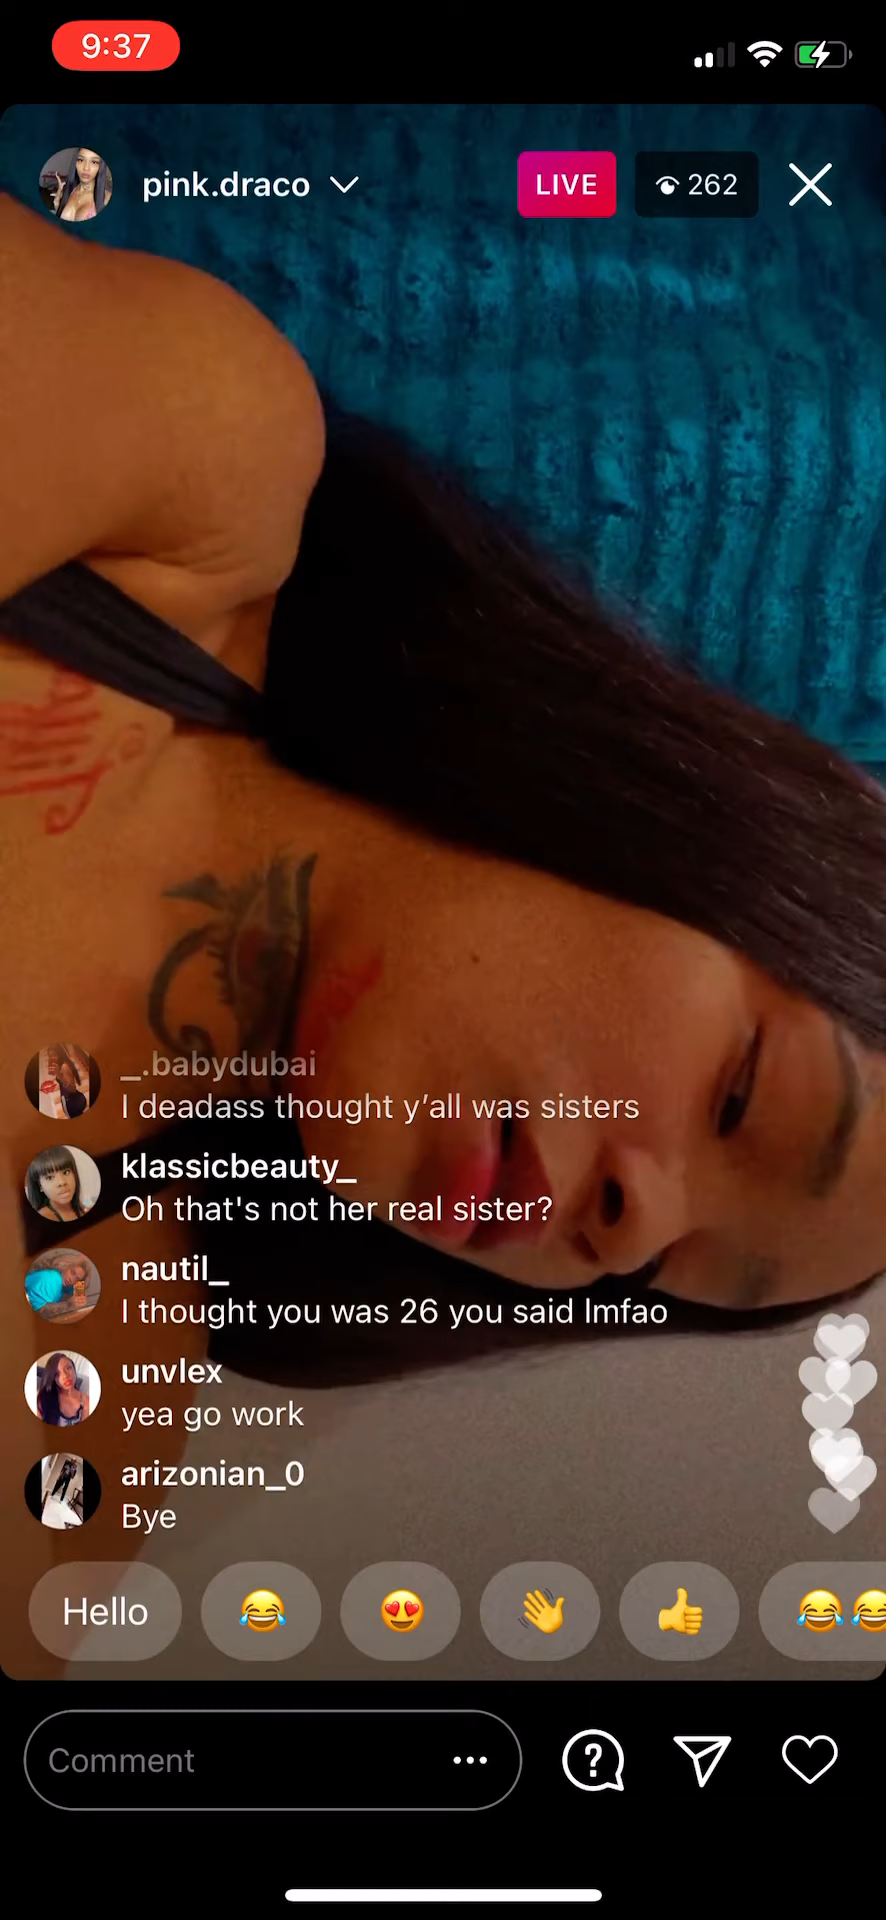 9:37
pink.draco
LIVE
262
_.babydubai
I deadass thought y’all was sisters
klassicbeauty_
Oh that's not her real sister?
nautil_
I thought you was 26 you said lmfao
unvlex
yea go work
arizonian_0
Bye
Hello
Comment